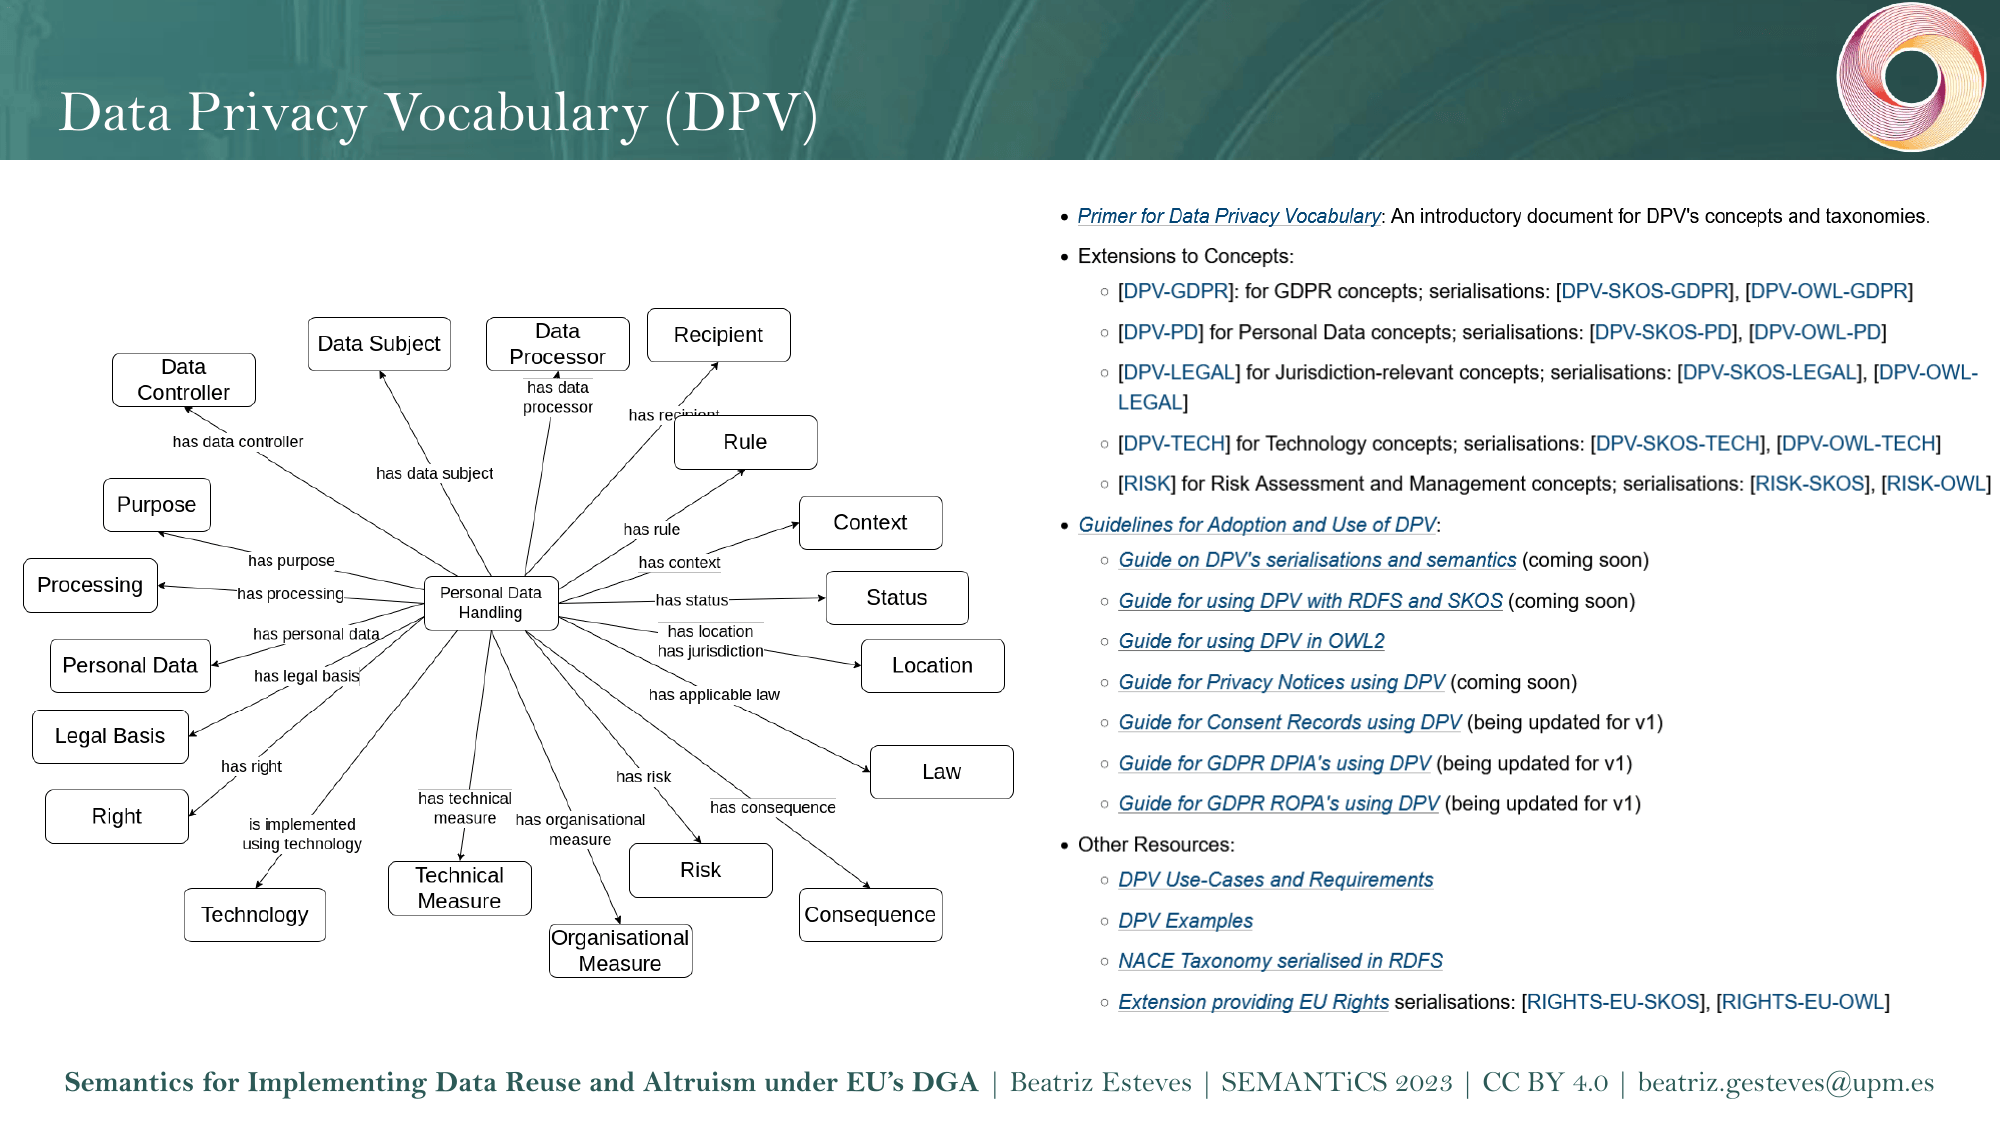 Data Privacy Vocabulary (DPV)
Data
Controller
Data Subject
Data
Processor
Recipient
has data
processor
has recipient
has data controller
Rule
has data subject
Purpose
Context
has rule
has purpose
has context
Processing
has processing
Personal Data
Handling
has status
Status
has personal data
has location
has jurisdiction
Personal Data
Location
has legal basis
has applicable law
Legal Basis
has right
has risk
Law
Right
has technical
measure
has consequence
is implemented
using technology
has organisational
measure
Technical
Measure
Risk
Technology
Consequence
Organisational
Measure
• Primer for Data Privacy Vocabulary: An introductory document for DPV's concepts and taxonomies.
• Extensions to Concepts:
○ [DPV-GDPR]: for GDPR concepts; serialisations: [DPV-SKOS-GDPR], [DPV-OWL-GDPR]
○ [DPV-PD] for Personal Data concepts; serialisations: [DPV-SKOS-PD], [DPV-OWL-PD]
○ [DPV-LEGAL] for Jurisdiction-relevant concepts; serialisations: [DPV-SKOS-LEGAL], [DPV-OWL-
LEGAL]
○ [DPV-TECH] for Technology concepts; serialisations: [DPV-SKOS-TECH], [DPV-OWL-TECH]
○ [RISK] for Risk Assessment and Management concepts; serialisations: [RISK-SKOS], [RISK-OWL]
• Guidelines for Adoption and Use of DPV:
○ Guide on DPV's serialisations and semantics (coming soon)
○ Guide for using DPV with RDFS and SKOS (coming soon)
○ Guide for using DPV in OWL2
○ Guide for Privacy Notices using DPV (coming soon)
○ Guide for Consent Records using DPV (being updated for v1)
○ Guide for GDPR DPIA's using DPV (being updated for v1)
○ Guide for GDPR ROPA's using DPV (being updated for v1)
• Other Resources:
○ DPV Use-Cases and Requirements
○ DPV Examples
○ NACE Taxonomy serialised in RDFS
○ Extension providing EU Rights serialisations: [RIGHTS-EU-SKOS], [RIGHTS-EU-OWL]
Semantics for Implementing Data Reuse and Altruism under EU’s DGA | Beatriz Esteves | SEMANTiCS 2023 | CC BY 4.0 | beatriz.gesteves@upm.es